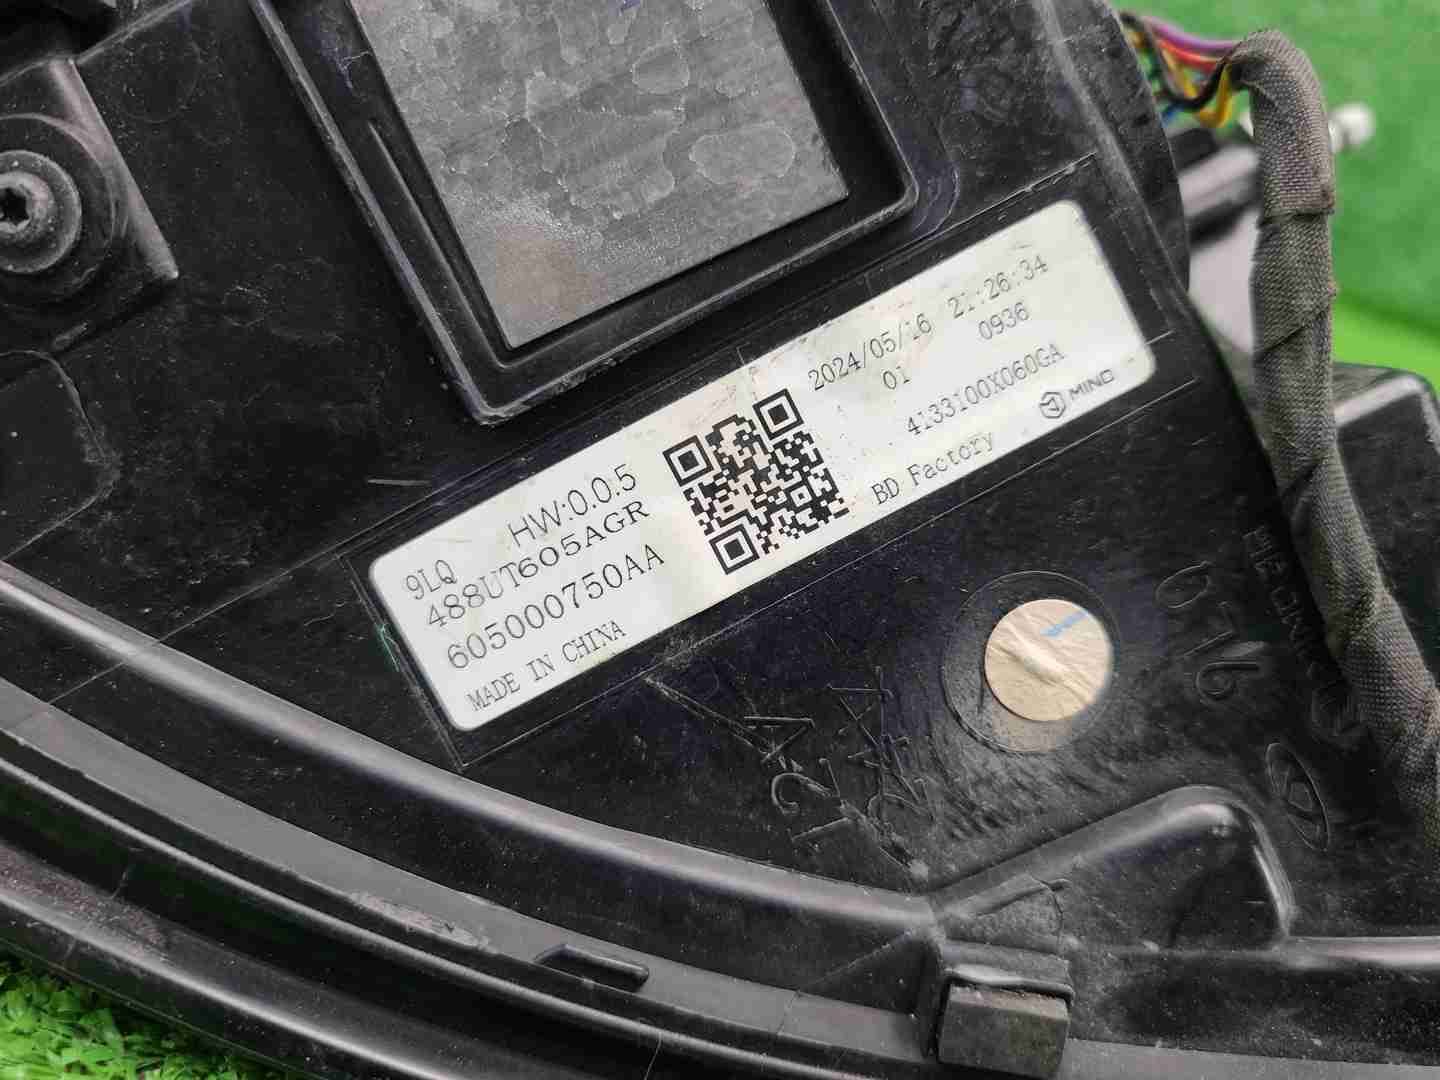 9LQ HW:0.0.5
488UT605AGR
605000750AA
MADE IN CHINA
2024/05/16 21:26:34
01 0936
4133100X060GA
BD Factory MIND